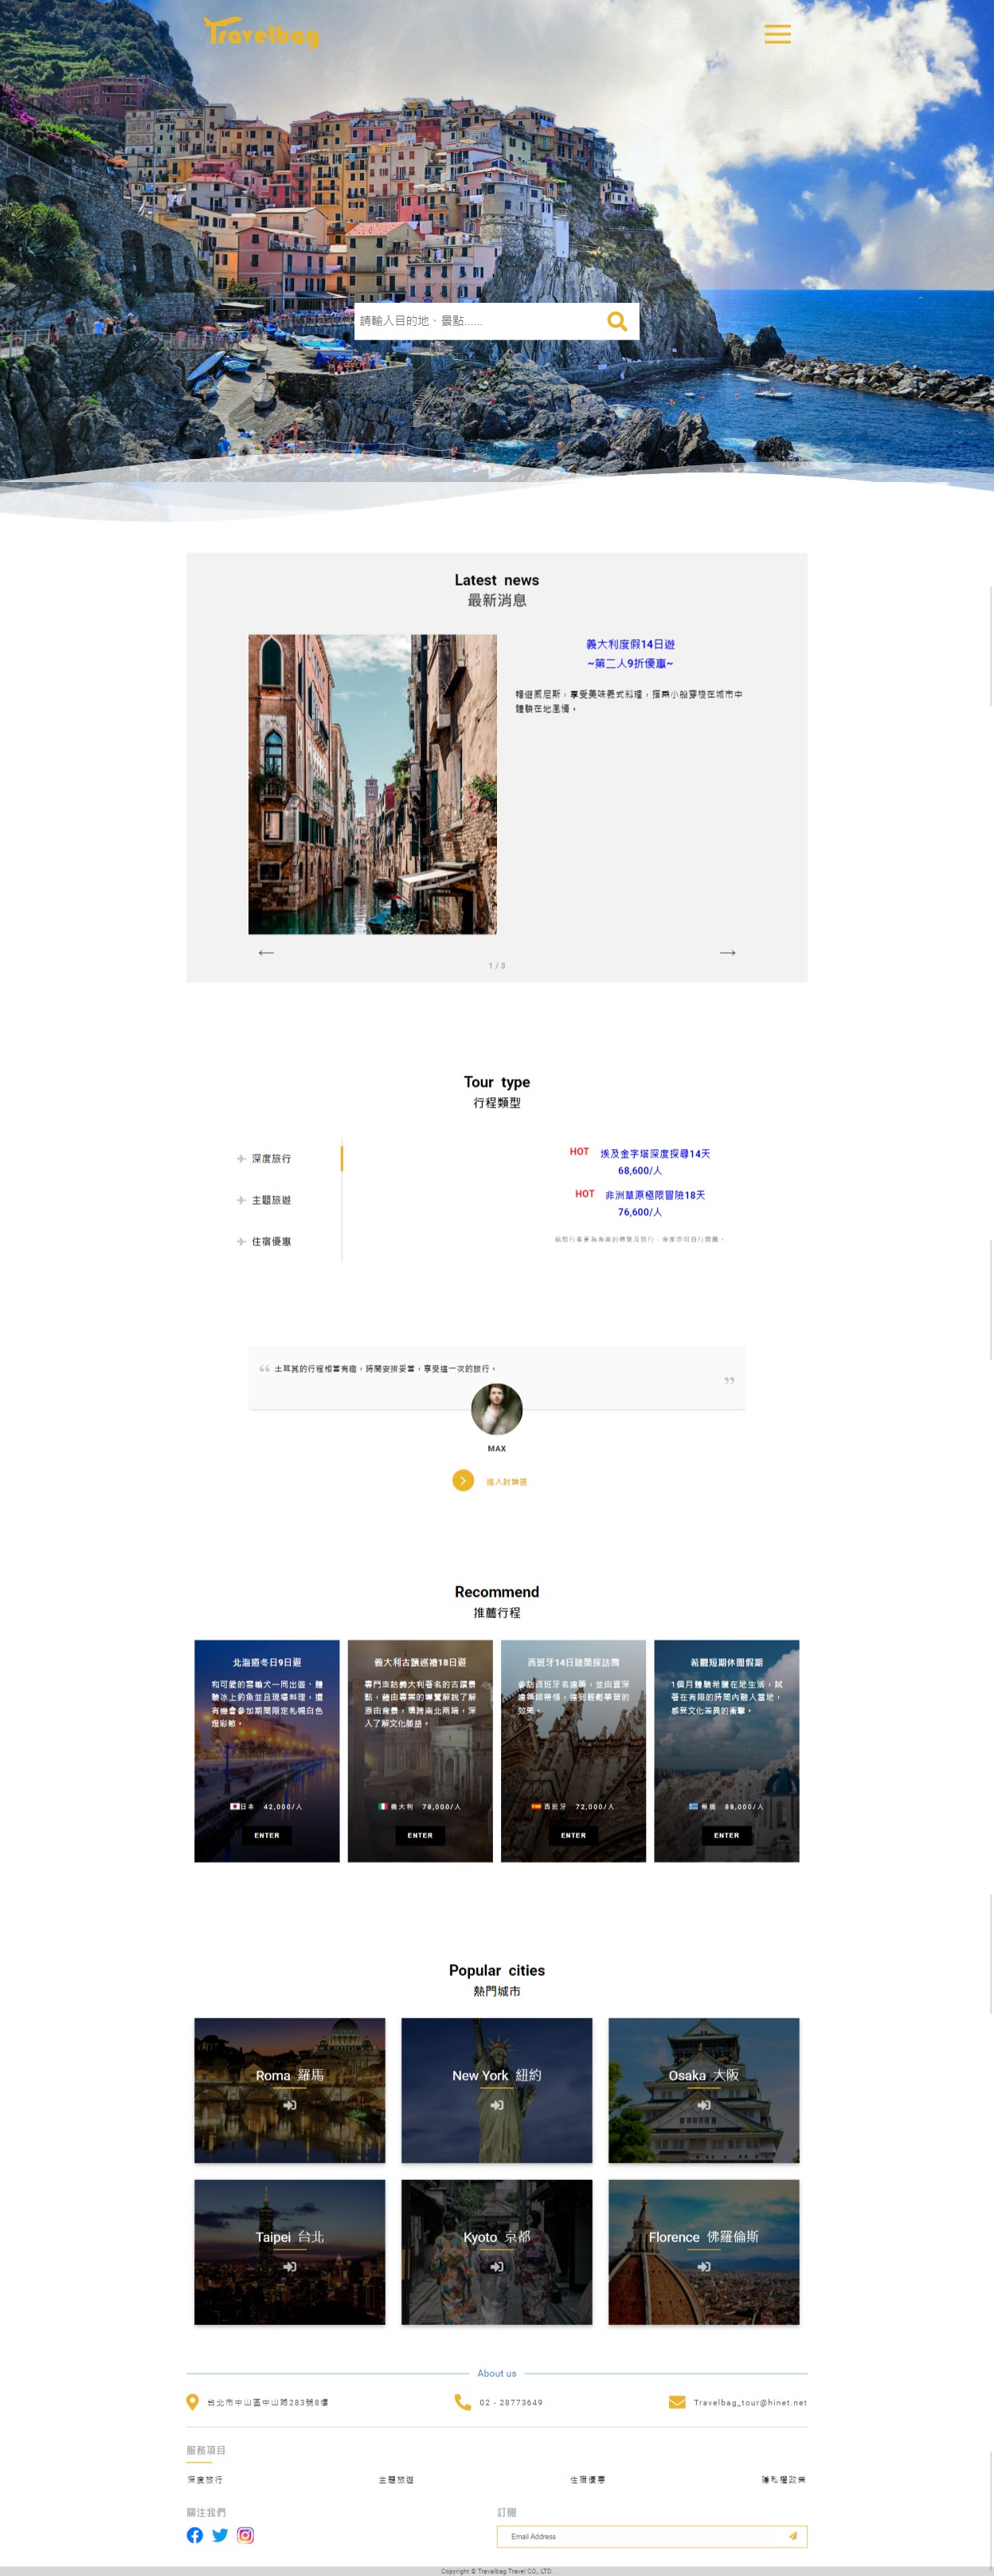 Travelbag
請輸入目的地、景點......
Latest news
最新消息
義大利度假14日遊
~第二人9折優惠~
暢遊威尼斯，享受美味義式料理，搭乘小船穿梭在城市中
體驗在地風情。
1 / 3
Tour type
行程類型
深度旅行
主題旅遊
住宿優惠
HOT 埃及金字塔深度探尋14天
68,600/人
HOT 非洲草原極限冒險18天
76,600/人
土耳其的行程相當有趣，時間安排妥當，享受這一次的旅行。
MAX
進入討論區
Recommend
推薦行程
北海道冬日9日遊
和可愛的雪橇犬一同出遊、體
驗冰上釣魚並且現場料理，還
有機會參加期間限定札幌白色
燈彩節。
日本 42,000/人
ENTER
義大利古蹟巡禮18日遊
專門走訪義大利著名的古蹟景
點，藉由專業的導覽解說了解
原由背景，橫跨南北兩端，深
入了解文化脈絡。
義大利 78,000/人
ENTER
西班牙14日建築探訪團
參訪西班牙名建築，並由資深
建築師帶領，達到輕鬆學習的
效果。
西班牙 72,000/人
ENTER
希臘短期休閒假期
1個月體驗希臘在地生活，試
著在有限的時間內融入當地，
感受文化差異的衝擊。
希臘 88,000/人
ENTER
Popular cities
熱門城市
Roma 羅馬
New York 紐約
Osaka 大阪
Taipei 台北
Kyoto 京都
Florence 佛羅倫斯
About us
台北市中山區中山路283號8樓
02 - 28773649
Travelbag_tour@hinet.net
服務項目
深度旅行
主題旅遊
住宿優惠
隱私權政策
關注我們
訂閱
Email Address
Copyright © Travalbag Travel CO., LTD.